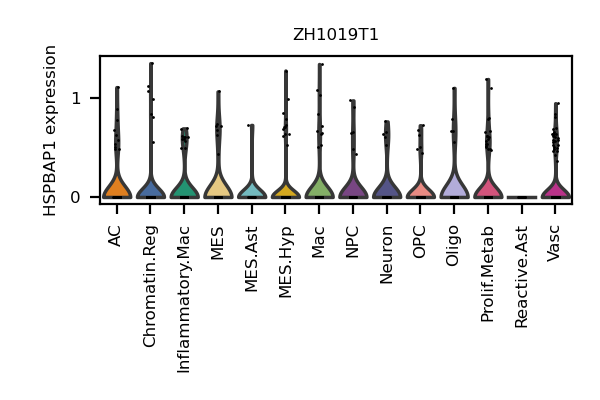 ZH1019T1
HSPBAP1 expression
1
0
AC
Chromatin.Reg
Inflammatory.Mac
MES
MES.Ast
MES.Hyp
Mac
NPC
Neuron
OPC
Oligo
Prolif.Metab
Reactive.Ast
Vasc